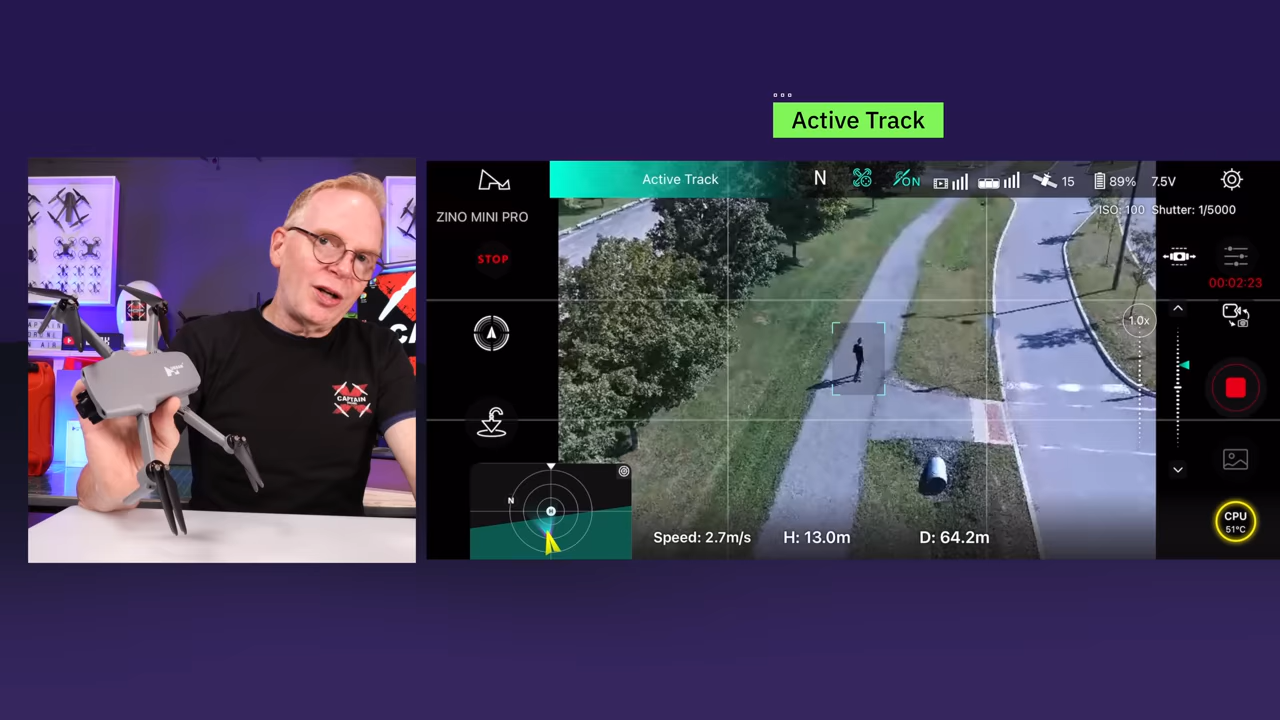 Active Track
ZINO MINI PRO
STOP
Active Track
N
ON
15
89%
7.5V
ISO: 100 Shutter: 1/5000
00:02:23
1.0x
N
H
Speed: 2.7m/s
H: 13.0m
D: 64.2m
CPU
51°C
CAPTAIN